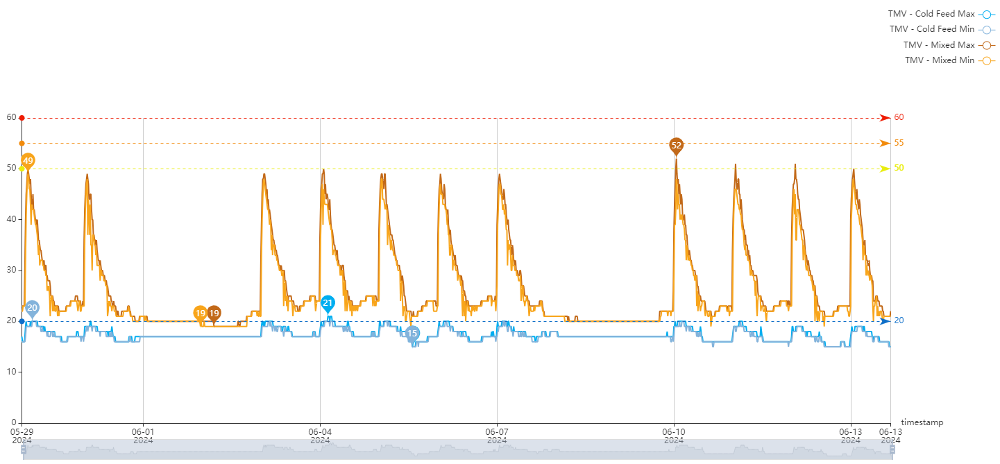 TMV - Cold Feed Max
TMV - Cold Feed Min
TMV - Mixed Max
TMV - Mixed Min
60 60
55
52
49
50 50
40
30
20 21 19 19
15
20 20
10
0
timestamp
05-29 06-01 06-04 06-07 06-10 06-13 06-13
2024 2024 2024 2024 2024 2024 2024